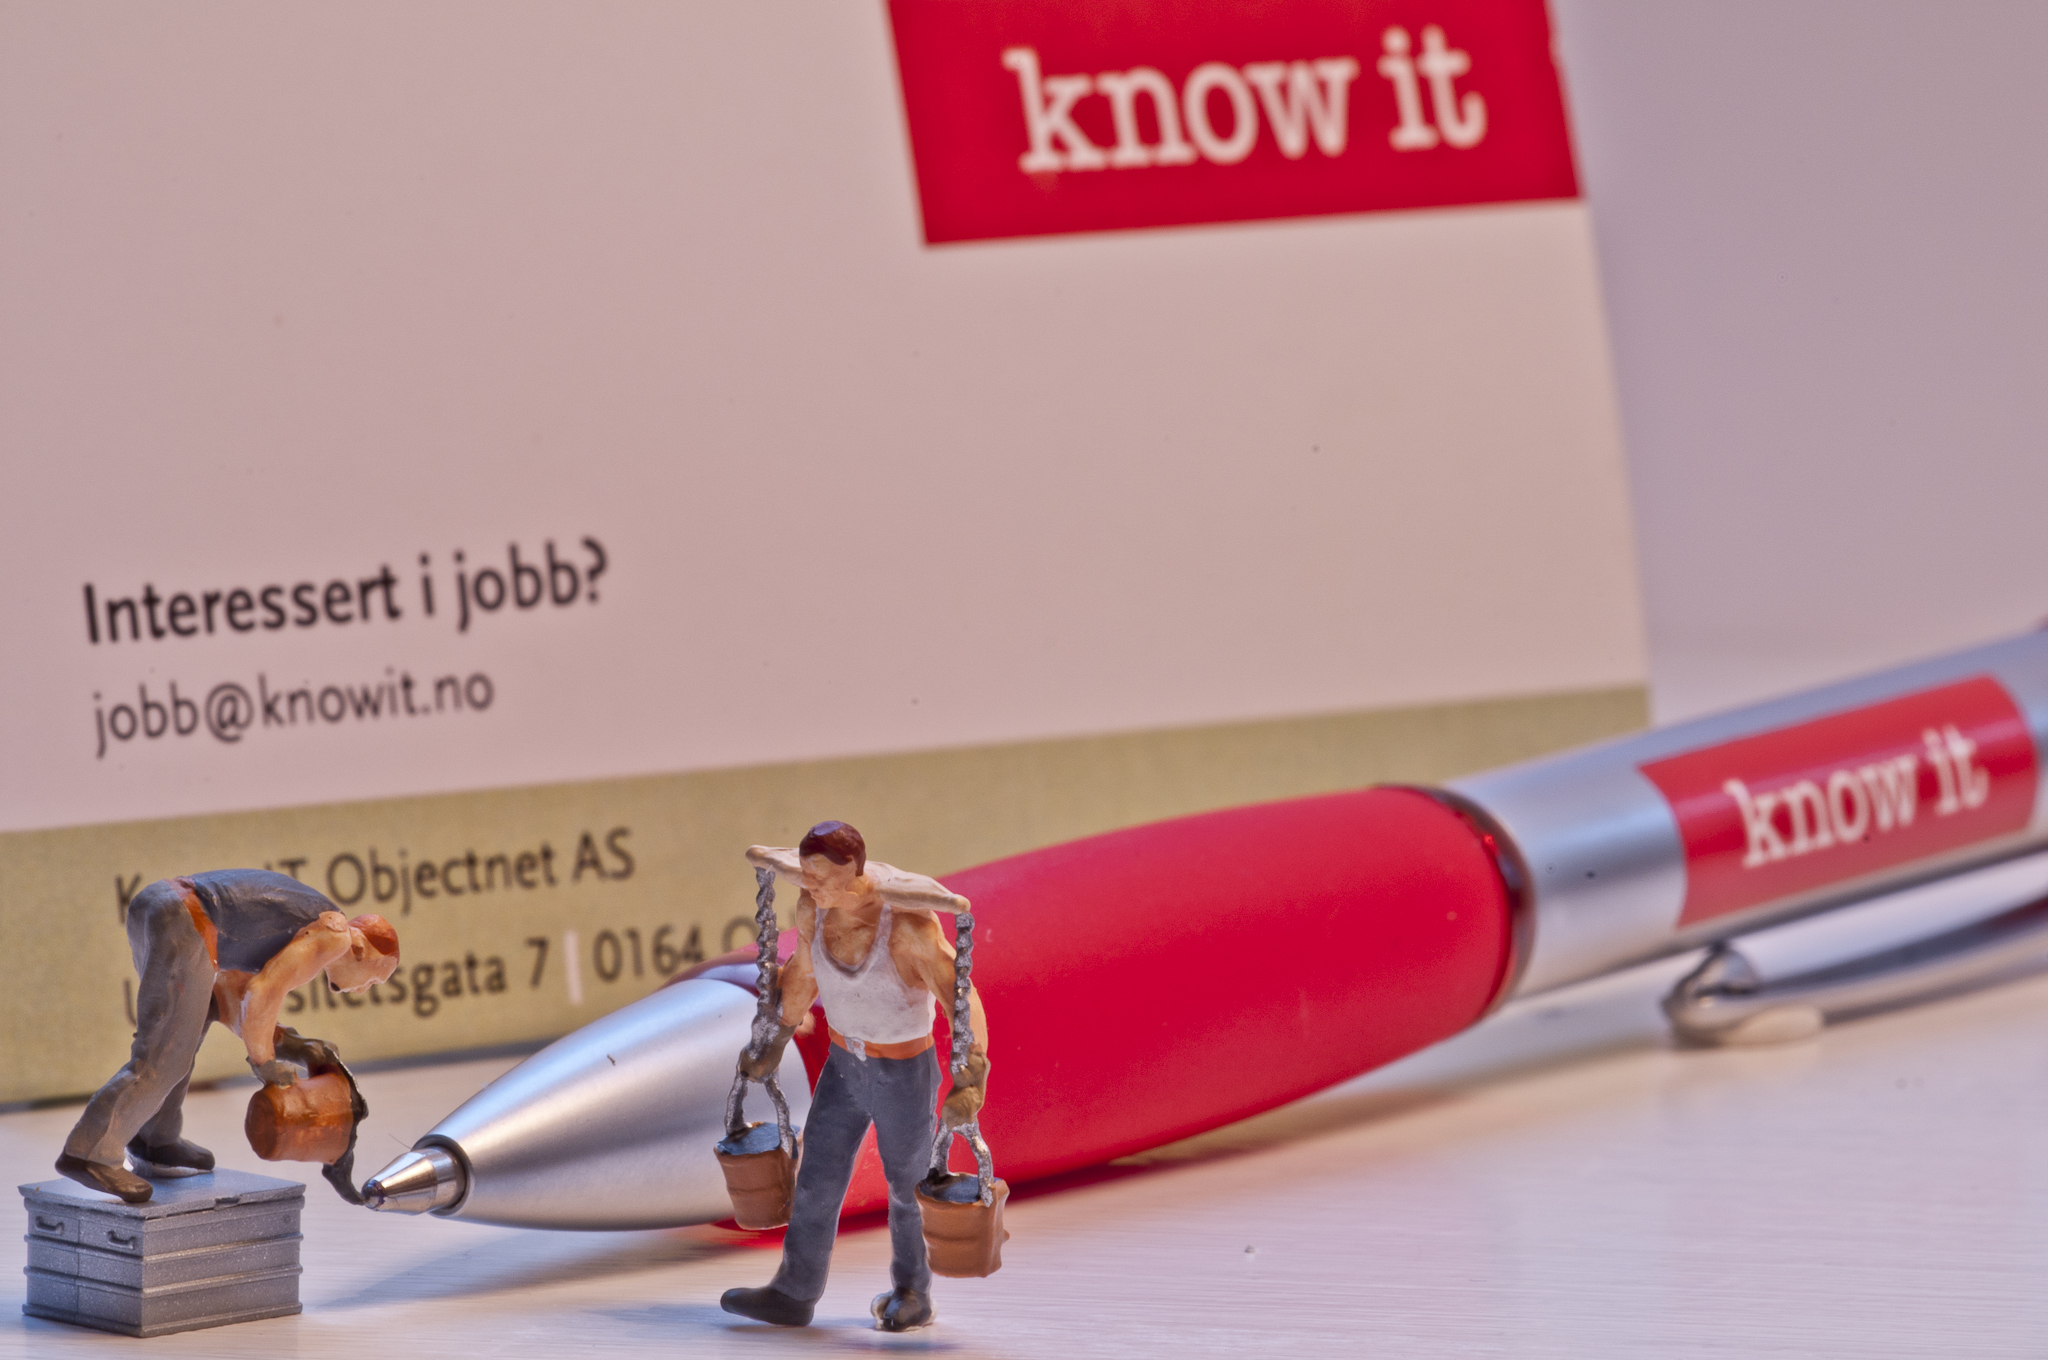 know it
Interessert i jobb?
jobb@knowit.no
Objectnet AS
7 | 0164
know it